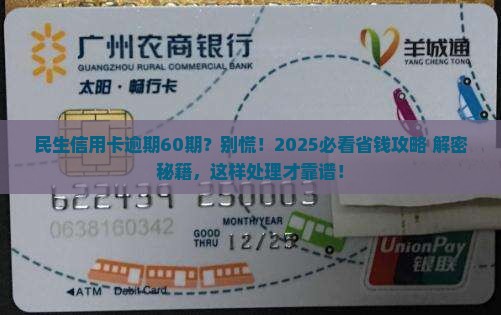 广州农商银行
GUANGZHOU RURAL COMMERCIAL BANK
羊城通
YANG CHENG TONG
太阳·畅行卡
民生信用卡逾期60期？别慌！2025必看省钱攻略 解密
秘籍，这样处理才靠谱！
622439
0638160342
MONTH/YEAR
GOOD
THRU
12/25
UnionPay
银联
◄ATM
Debit Card